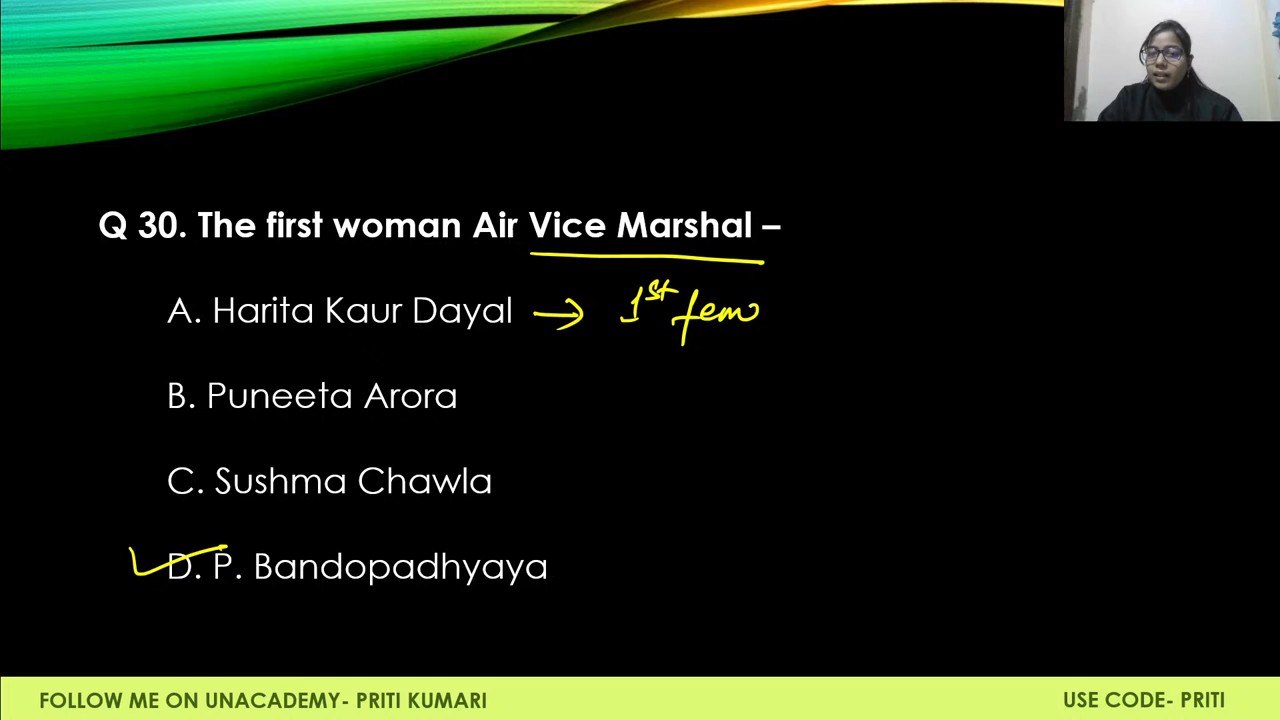 Q 30. The first woman Air Vice Marshal –
A. Harita Kaur Dayal → 1st fem
B. Puneeta Arora
C. Sushma Chawla
D. P. Bandopadhyaya
FOLLOW ME ON UNACADEMY- PRITI KUMARI
USE CODE- PRITI